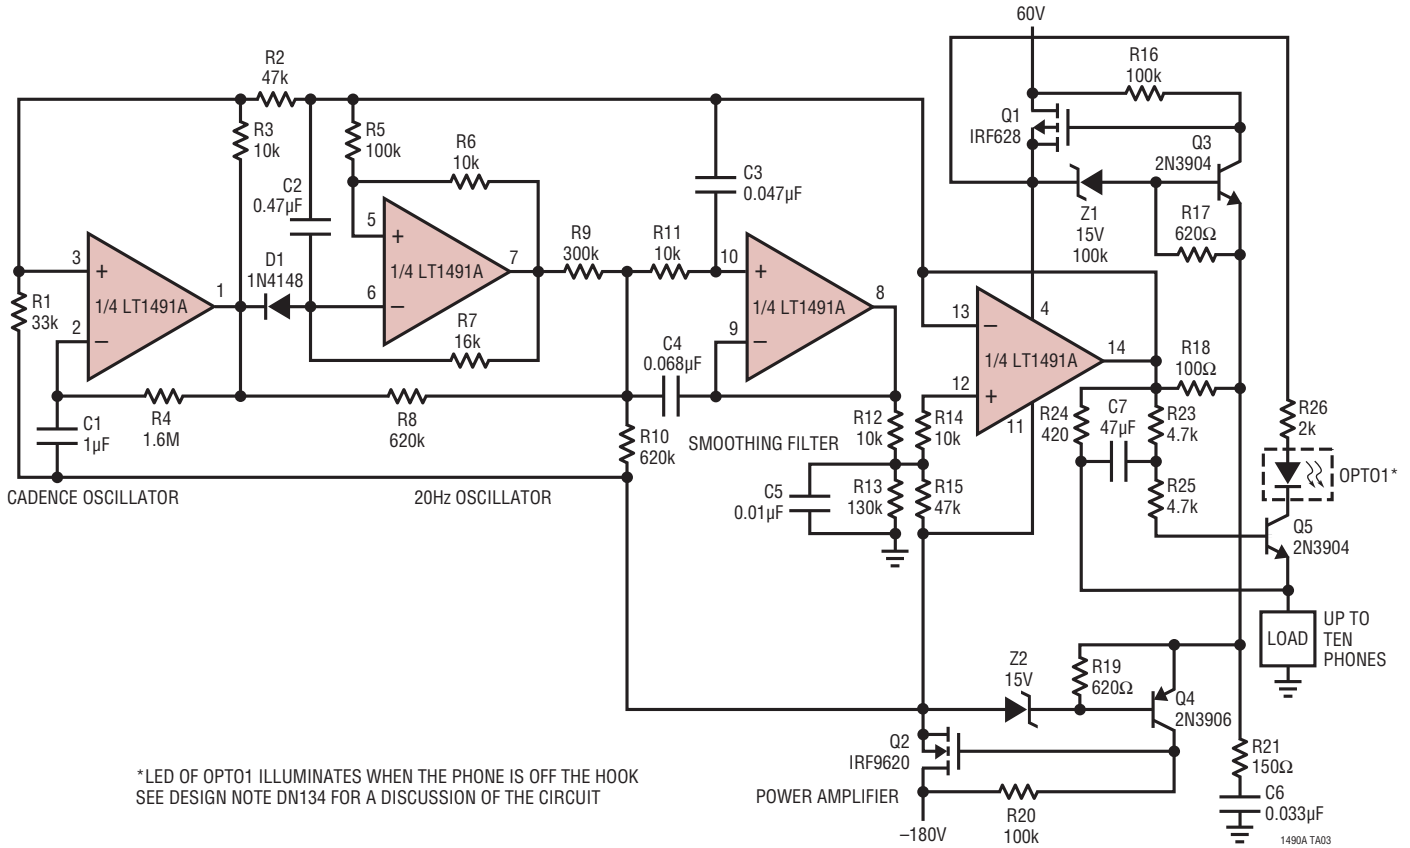 60V
R2
47k
R3
10k
R5
100k
R6
10k
C2
0.47µF
D1
1N4148
5
+
1/4 LT1491A
7
6
–
R7
16k
3
+
1/4 LT1491A
1
2
–
R1
33k
C1
1µF
R4
1.6M
R8
620k
R9
300k
R11
10k
C3
0.047µF
10
+
1/4 LT1491A
8
9
–
C4
0.068µF
R10
620k
SMOOTHING FILTER
CADENCE OSCILLATOR
20Hz OSCILLATOR
R12
10k
R14
10k
C5
0.01µF
R13
130k
R15
47k
R16
100k
Q1
IRF628
Q3
2N3904
Z1
15V
100k
R17
620Ω
13
–
4
1/4 LT1491A
14
12
+
11
R18
100Ω
R24
420
C7
47µF
R23
4.7k
R25
4.7k
R26
2k
OPTO1*
Q5
2N3904
LOAD
UP TO
TEN
PHONES
Z2
15V
R19
620Ω
Q4
2N3906
Q2
IRF9620
R21
150Ω
POWER AMPLIFIER
–180V
R20
100k
C6
0.033µF
*LED OF OPTO1 ILLUMINATES WHEN THE PHONE IS OFF THE HOOK
SEE DESIGN NOTE DN134 FOR A DISCUSSION OF THE CIRCUIT
1490A TA03